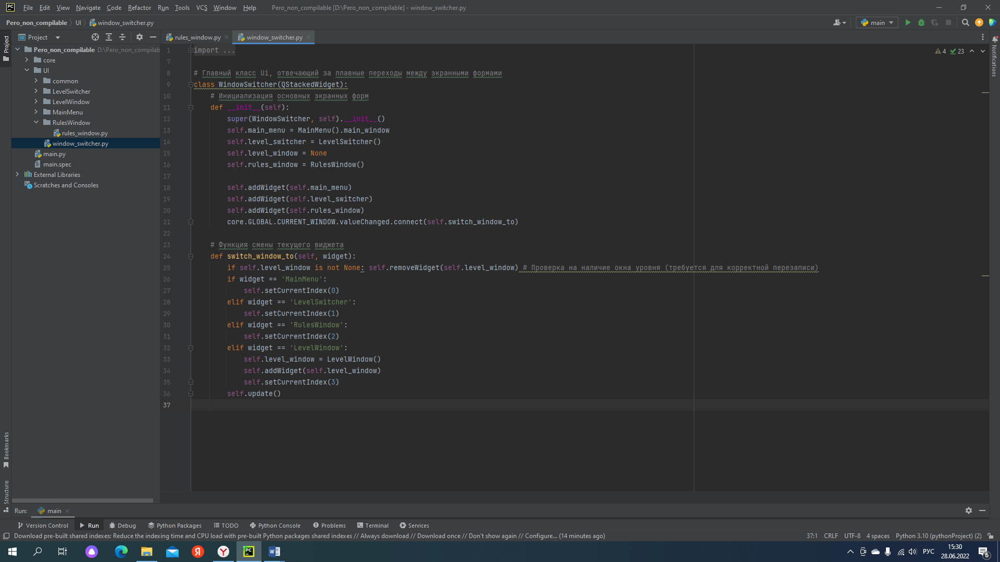 PC File Edit View Navigate Code Refactor Run Tools VCS Window Help Pero_non_compilable [D:\Pero_non_compilable] - window_switcher.py
Pero_non_compilable UI window_switcher.py main
Project rules_window.py window_switcher.py
Project
Notifications
Bookmarks
Structure
Pero_non_compilable D:\Pero_non_compilab
core
UI
common
LevelSwitcher
LevelWindow
MainMenu
RulesWindow
rules_window.py
window_switcher.py
main.py
main.spec
External Libraries
Scratches and Consoles
4 23
1 import ...
7
8 # Главный класс Ui, отвечающий за плавные переходы между экранными формами
9 class WindowSwitcher(QStackedWidget):
10 # Инициализация основных экранных форм
11 def __init__(self):
12 super(WindowSwitcher, self).__init__()
13 self.main_menu = MainMenu().main_window
14 self.level_switcher = LevelSwitcher()
15 self.level_window = None
16 self.rules_window = RulesWindow()
17
18 self.addWidget(self.main_menu)
19 self.addWidget(self.level_switcher)
20 self.addWidget(self.rules_window)
21 core.GLOBAL.CURRENT_WINDOW.valueChanged.connect(self.switch_window_to)
22
23 # Функция смены текущего виджета
24 def switch_window_to(self, widget):
25 if self.level_window is not None: self.removeWidget(self.level_window) # Проверка на наличие окна уровня (требуется для корректной перезаписи)
26 if widget == 'MainMenu':
27 self.setCurrentIndex(0)
28 elif widget == 'LevelSwitcher':
29 self.setCurrentIndex(1)
30 elif widget == 'RulesWindow':
31 self.setCurrentIndex(2)
32 elif widget == 'LevelWindow':
33 self.level_window = LevelWindow()
34 self.addWidget(self.level_window)
35 self.setCurrentIndex(3)
36 self.update()
37
Run: main
Version Control Run Debug Python Packages TODO Python Console Problems Terminal Services
Download pre-built shared indexes: Reduce the indexing time and CPU load with pre-built Python packages shared indexes // Always download // Download once // Don't show again // Configure... (14 minutes ago) 37:1 CRLF UTF-8 4 spaces Python 3.10 (pythonProject) (2)
Я Y PC W РУС 15:30
28.06.2022 6